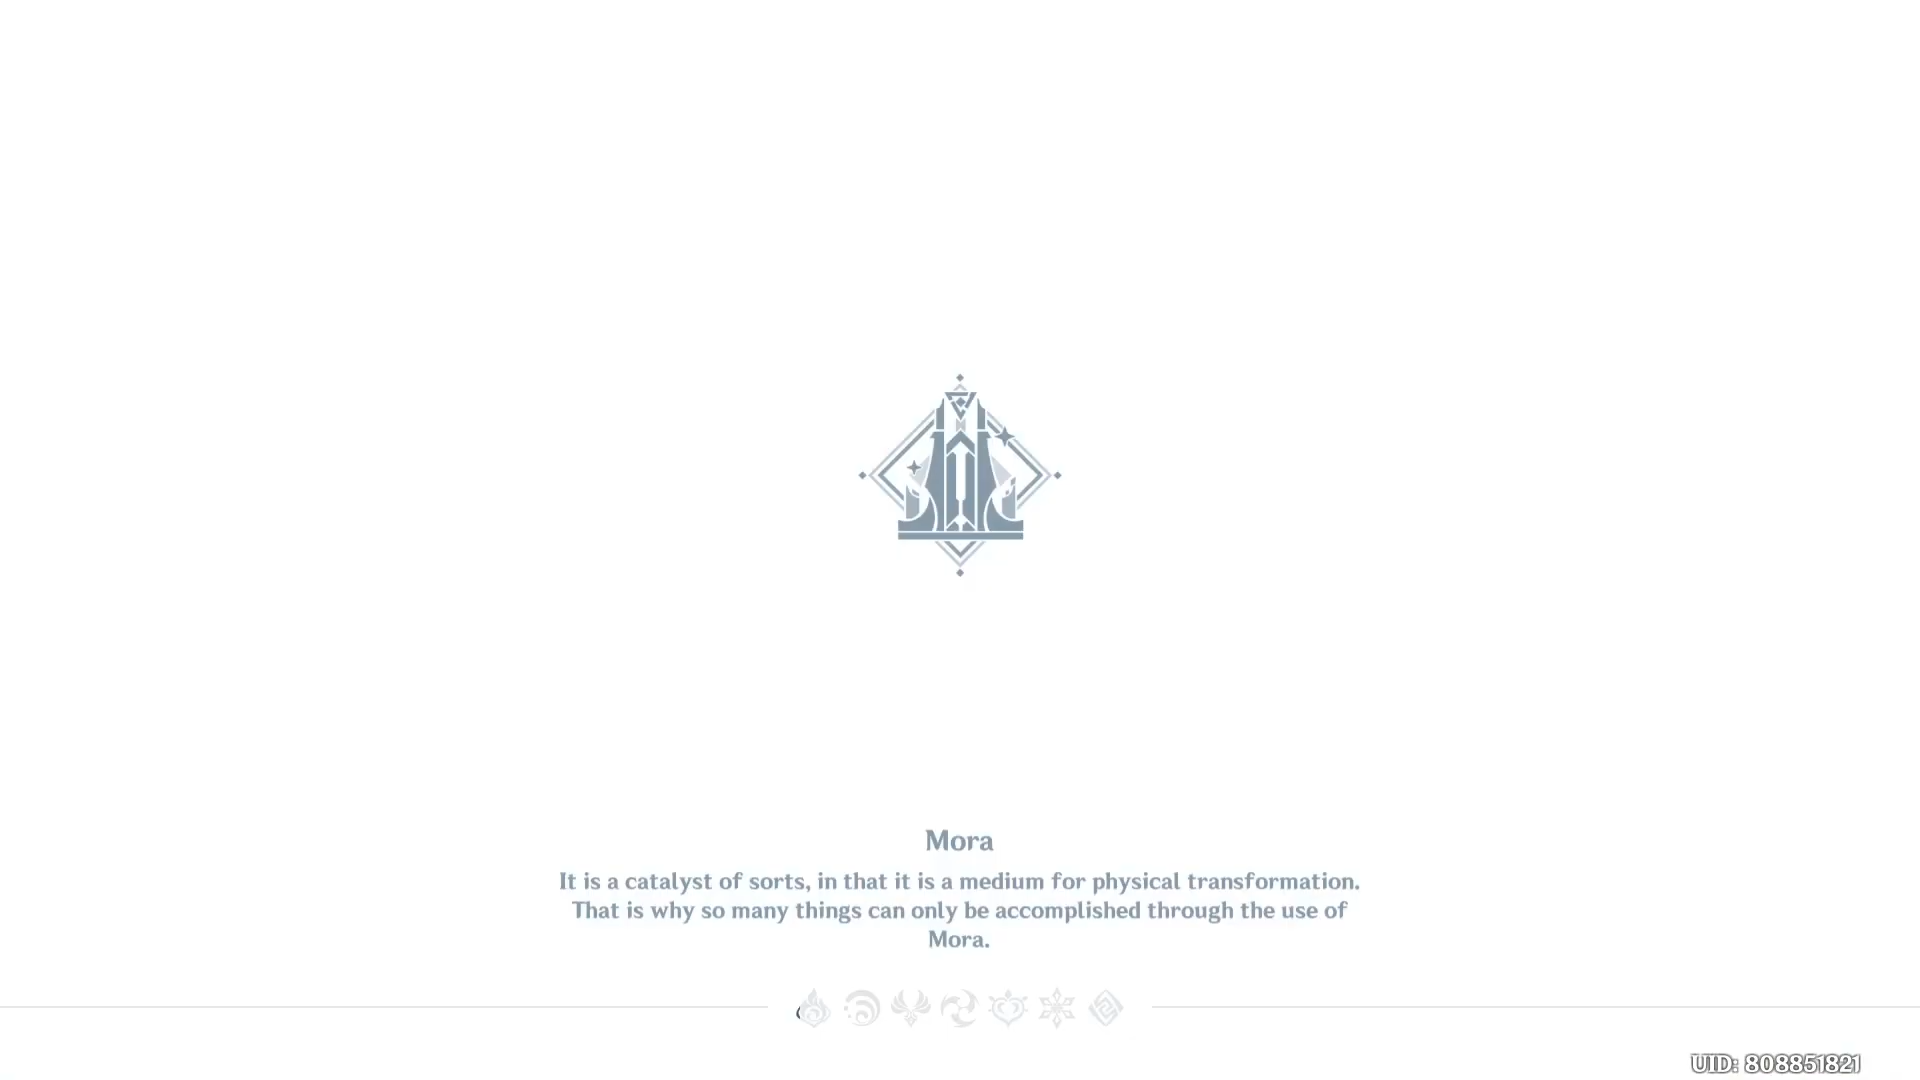 Mora
It is a catalyst of sorts, in that it is a medium for physical transformation.
That is why so many things can only be accomplished through the use of
Mora.
UID: 808851821